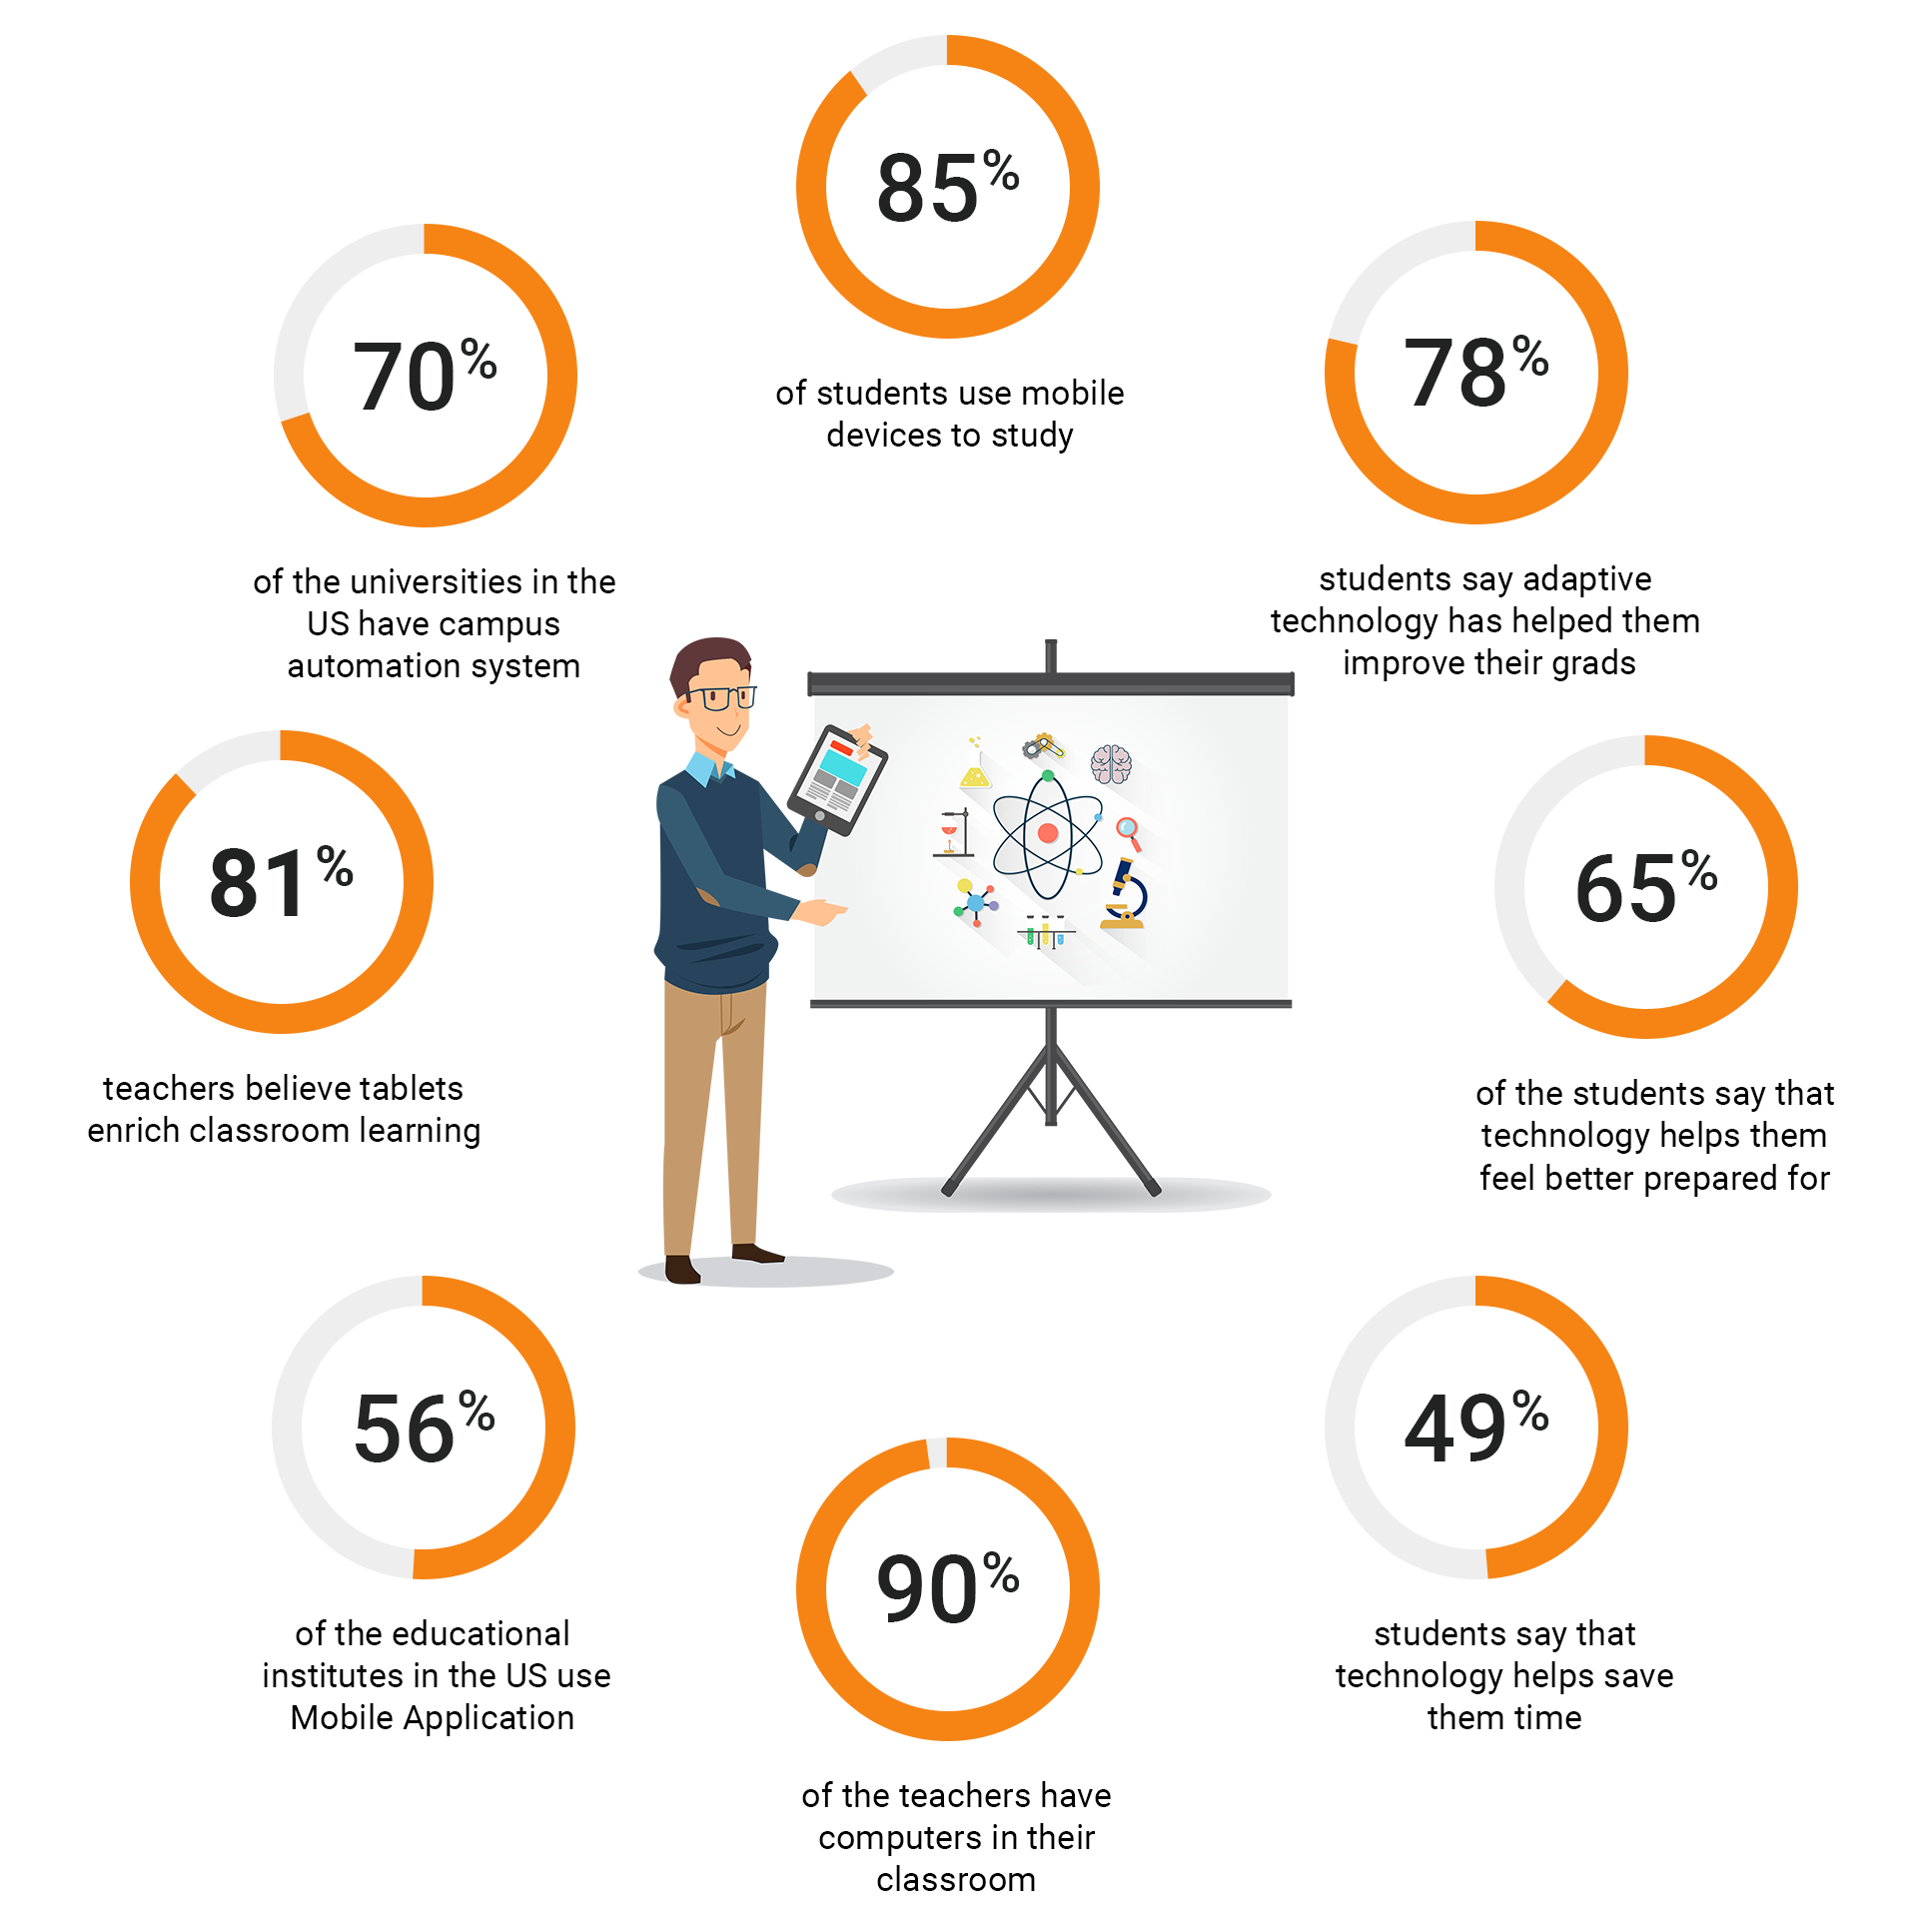 85%
of students use mobile
devices to study
70%
of the universities in the
US have campus
automation system
78%
students say adaptive
technology has helped them
improve their grads
81%
teachers believe tablets
enrich classroom learning
65%
of the students say that
technology helps them
feel better prepared for
56%
of the educational
institutes in the US use
Mobile Application
90%
of the teachers have
computers in their
classroom
49%
students say that
technology helps save
them time